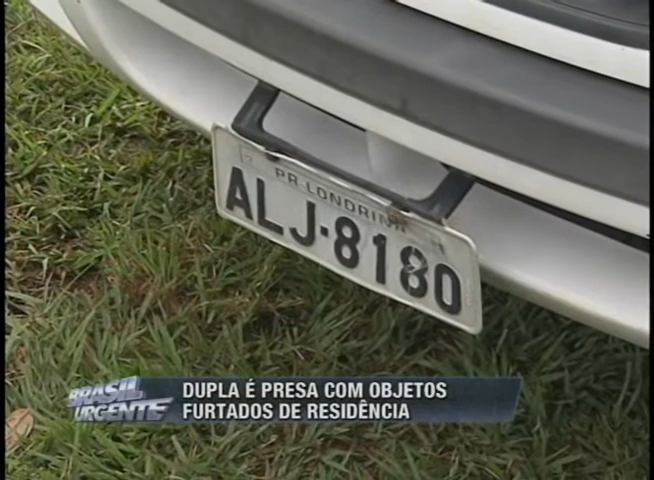 PR-LONDRINA
ALJ-8180
BRASIL
URGENTE
DUPLA É PRESA COM OBJETOS
FURTADOS DE RESIDÊNCIA